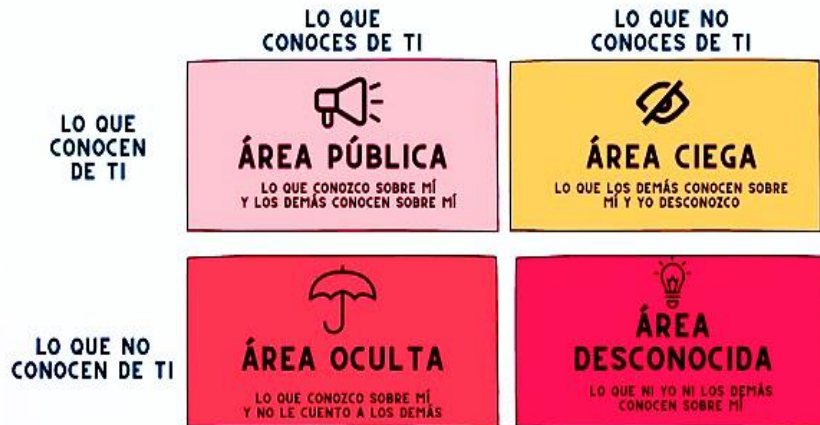 LO QUE
CONOCES DE TI
LO QUE NO
CONOCES DE TI
LO QUE
CONOCEN
DE TI
ÁREA PÚBLICA
LO QUE CONOZCO SOBRE MÍ
Y LOS DEMÁS CONOCEN SOBRE MÍ
ÁREA CIEGA
LO QUE LOS DEMÁS CONOCEN SOBRE
MÍ Y YO DESCONOZCO
LO QUE NO
CONOCEN DE TI
ÁREA OCULTA
LO QUE CONOZCO SOBRE MÍ
Y NO LE CUENTO A LOS DEMÁS
ÁREA
DESCONOCIDA
LO QUE NI YO NI LOS DEMÁS
CONOCEN SOBRE MÍ